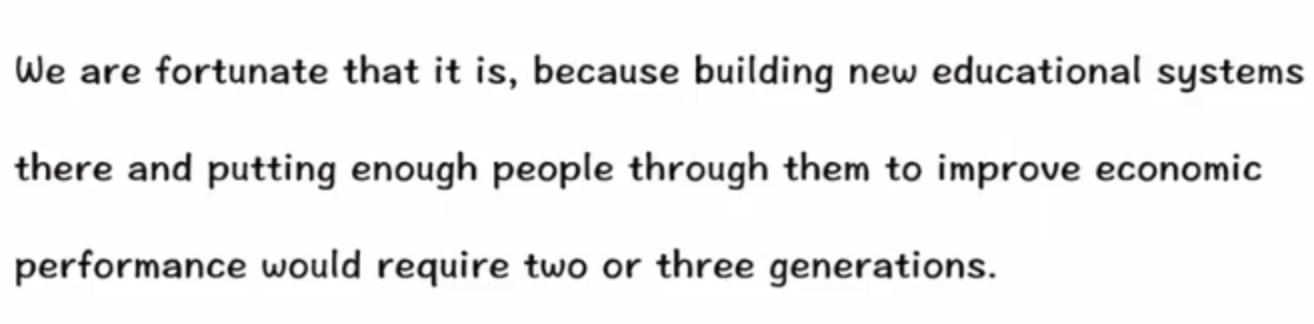 We are fortunate that it is, because building new educational systems
there and putting enough people through them to improve economic
performance would require two or three generations.